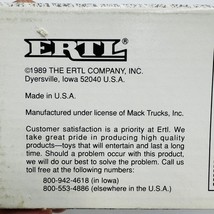 ERTL®
©1989 THE ERTL COMPANY, INC.
Dyersville, Iowa 52040 U.S.A.
Made in U.S.A.
Manufactured under license of Mack Trucks, Inc.
Customer satisfaction is a priority at Ertl. We
take great pride in producing high quality
products—toys that will entertain and last a long
time. Should a problem occur with this product,
we will do our best to solve the problem. Call us
toll free at the following numbers:
800-942-4618 (in Iowa)
800-553-4886 (elsewhere in the U.S.A.)